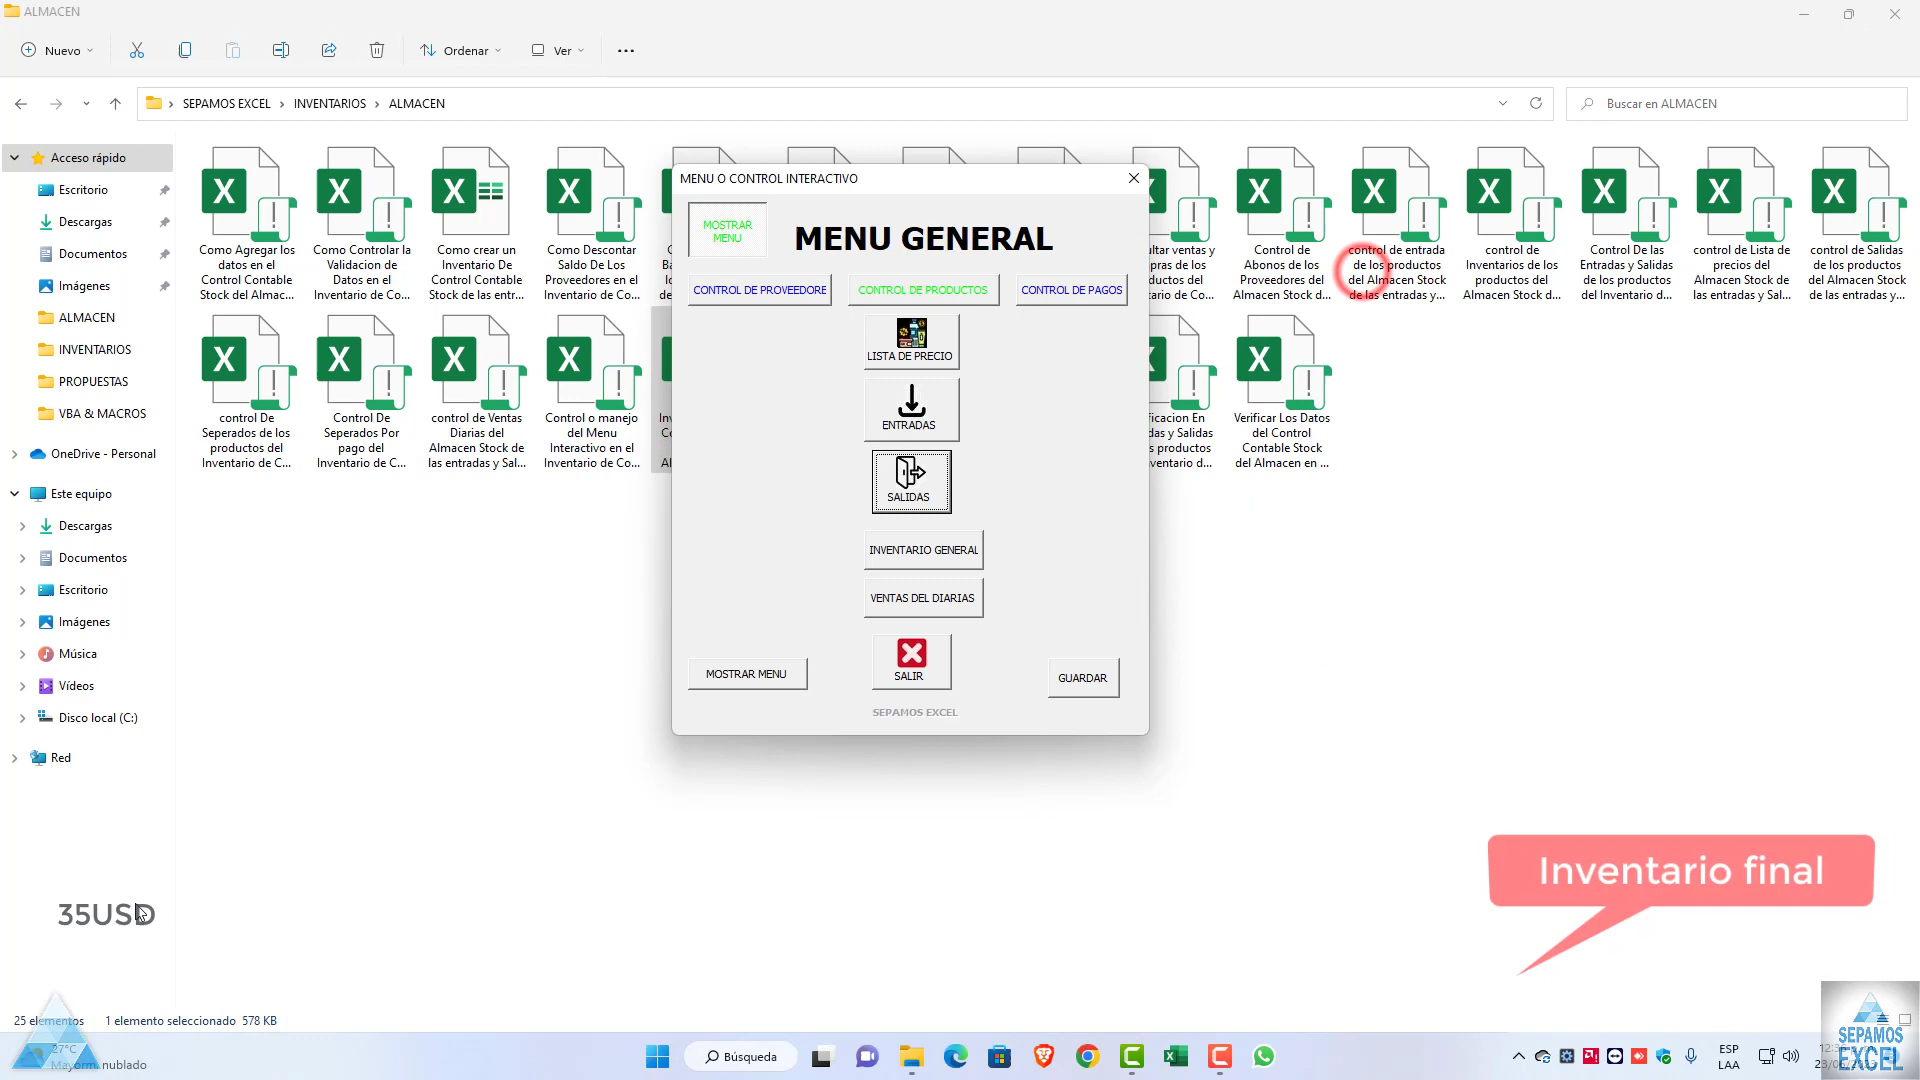 ALMACEN
Nuevo
Ordenar
Ver
SEPAMOS EXCEL
INVENTARIOS
ALMACEN
Buscar en ALMACEN
Acceso rápido
Escritorio
Descargas
Documentos
Imágenes
ALMACEN
INVENTARIOS
PROPUESTAS
VBA & MACROS
OneDrive - Personal
Este equipo
Descargas
Documentos
Escritorio
Imágenes
Música
Vídeos
Disco local (C:)
Red
Como Agregar los
datos en el
Control Contable
Stock del Almac...
Como Controlar la
Validacion de
Datos en el
Inventario de Co...
Como crear un
Inventario De
Control Contable
Stock de las entr...
Como Descontar
Saldo De Los
Proveedores en el
Inventario de Co...
Control de
Abonos de los
Proveedores del
Almacen Stock d...
control de entrada
de los productos
del Almacen Stock
de las entradas y...
control de
Inventarios de los
productos del
Almacen Stock d...
Control De las
Entradas y Salidas
de los productos
del Inventario d...
control de Lista de
precios del
Almacen Stock de
las entradas y Sal...
control de Salidas
de los productos
del Almacen Stock
de las entradas y...
control De
Seperados de los
productos del
Inventario de C...
Control De
Seperados Por
pago del
Inventario de C...
control de Ventas
Diarias del
Almacen Stock de
las entradas y Sal...
Control o manejo
del Menu
Interactivo en el
Inventario de Co...
Verificar Los Datos
del Control
Contable Stock
del Almacen en ...
MENU O CONTROL INTERACTIVO
MOSTRAR
MENU
MENU GENERAL
CONTROL DE PROVEEDORE
CONTROL DE PRODUCTOS
CONTROL DE PAGOS
LISTA DE PRECIO
ENTRADAS
SALIDAS
INVENTARIO GENERAL
VENTAS DEL DIARIAS
MOSTRAR MENU
SALIR
GUARDAR
SEPAMOS EXCEL
Inventario final
35USD
25 elementos
1 elemento seleccionado 578 KB
27°C
nublado
Búsqueda
ESP
LAA
SEPAMOS
EXCEL